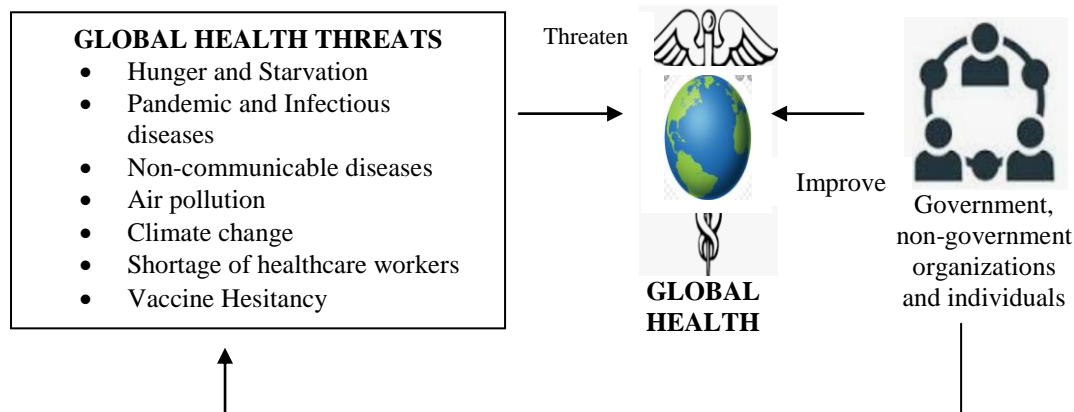 GLOBAL HEALTH THREATS
• Hunger and Starvation
• Pandemic and Infectious
diseases
• Non-communicable diseases
• Air pollution
• Climate change
• Shortage of healthcare workers
• Vaccine Hesitancy
Threaten
GLOBAL
HEALTH
Improve
Government,
non-government
organizations
and individuals